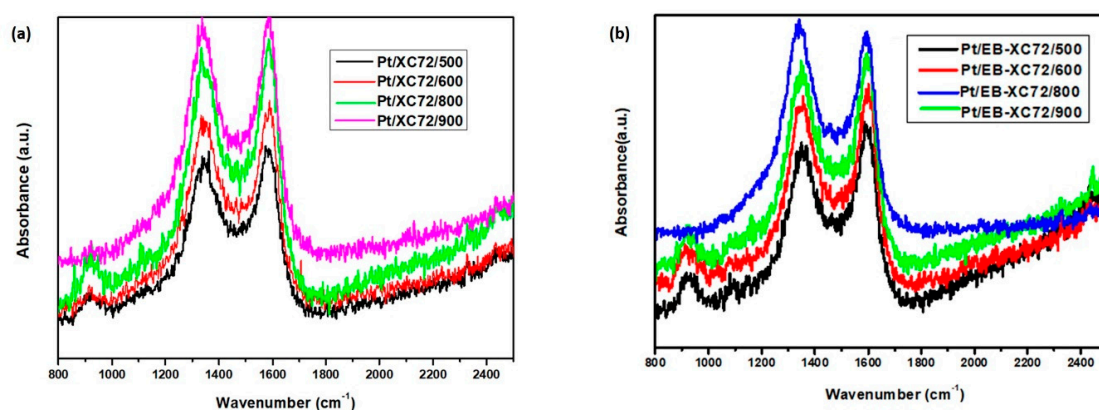 (a)
Absorbance (a.u.)
Pt/XC72/500
Pt/XC72/600
Pt/XC72/800
Pt/XC72/900
800 1000 1200 1400 1600 1800 2000 2200 2400
Wavenumber (cm⁻¹)
(b)
Absorbance(a.u.)
Pt/EB-XC72/500
Pt/EB-XC72/600
Pt/EB-XC72/800
Pt/EB-XC72/900
800 1000 1200 1400 1600 1800 2000 2200 2400
Wavenumber (cm⁻¹)